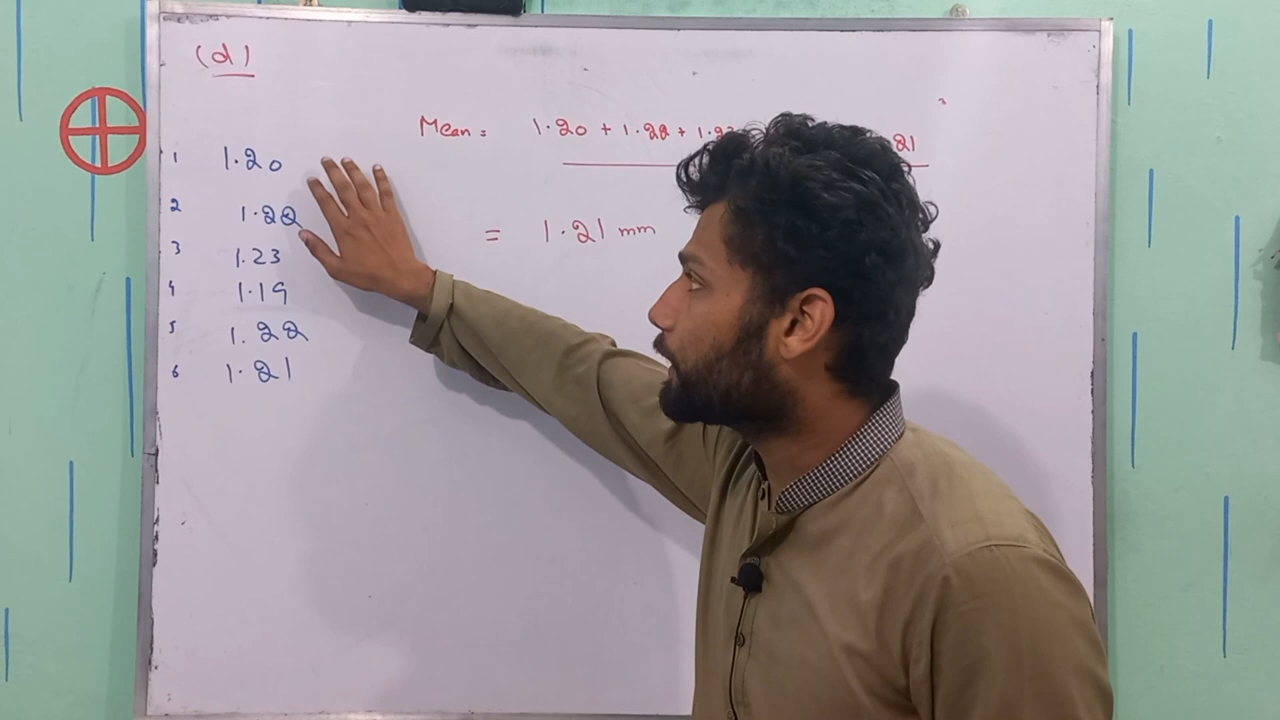 (d)
Mean = 1.20 + 1.22 + 1.23 21
= 1.21 mm
1 1.20
2 1.22
3 1.23
4 1.19
5 1.22
6 1.21